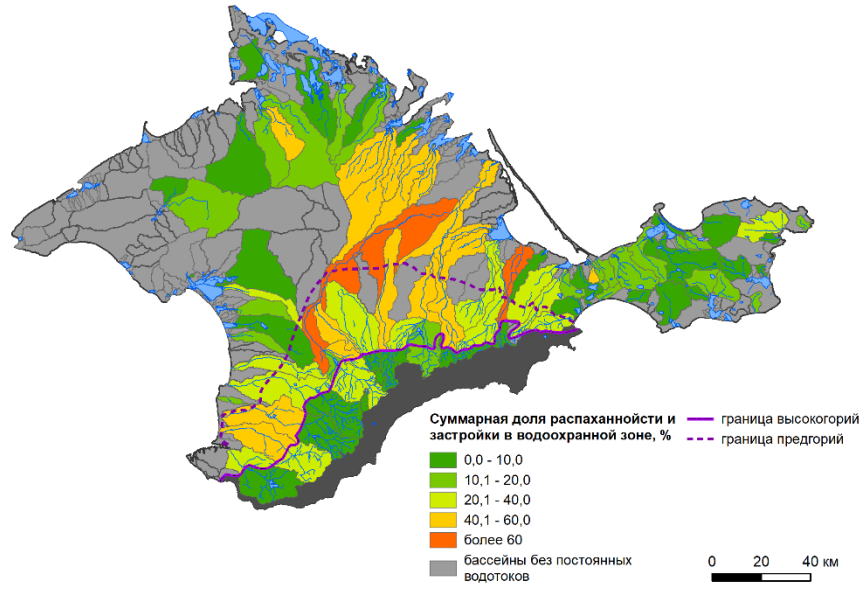 Суммарная доля распаханнойсти и
застройки в водоохранной зоне, %
0,0 - 10,0
10,1 - 20,0
20,1 - 40,0
40,1 - 60,0
более 60
бассейны без постоянных
водотоков
граница высокогорий
граница предгорий
0 20 40 км